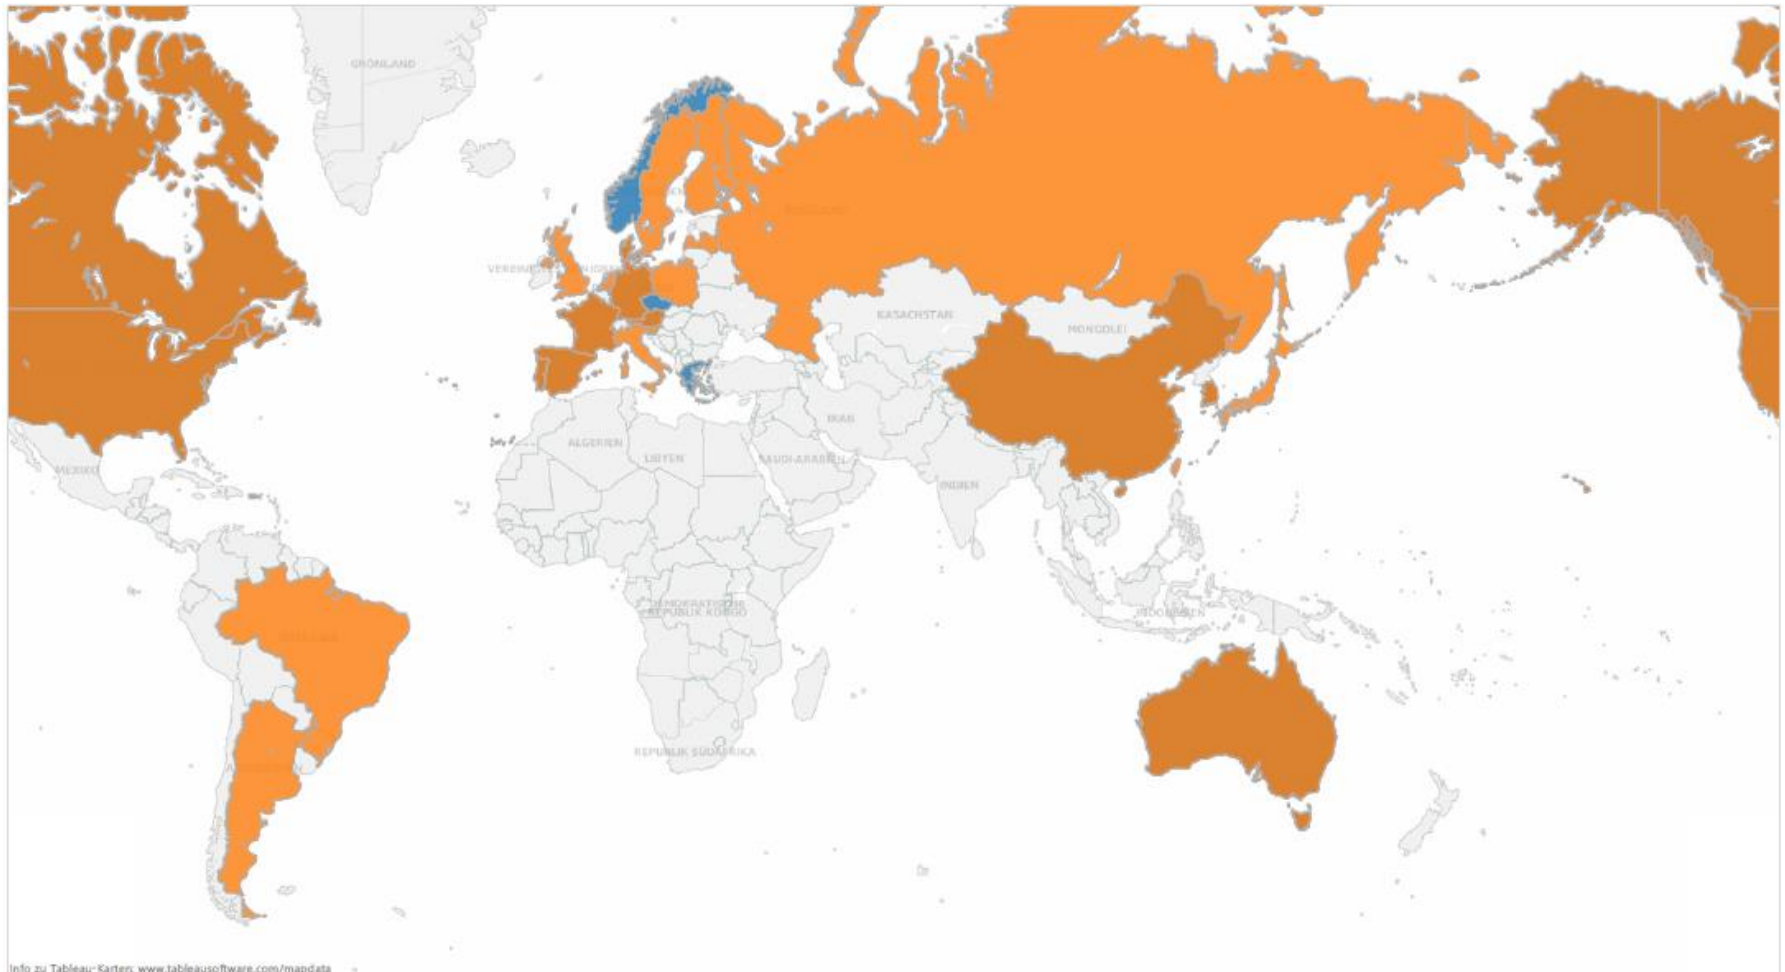 GRÖNLAND
KASACHSTAN
MONGOLEI
MEXIKO
ALGERIEN
LIBYEN
SAUDI-ARABIEN
IRAN
INDIEN
DEMOKRATISCHE
REPUBLIK KONGO
INDONESIEN
REPUBLIK SÜDAFRIKA
Info zu Tableau-Karten: www.tableausoftware.com/mapdata